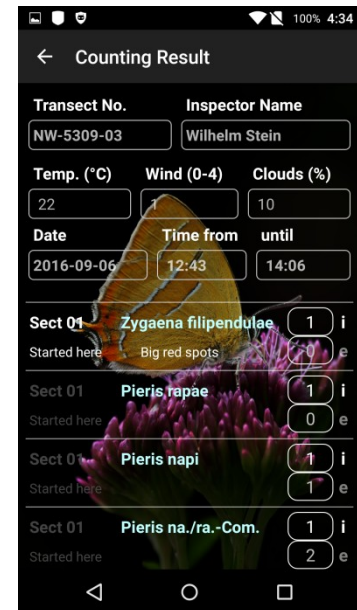 100% 4:34
Counting Result
Transect No. Inspector Name
NW-5309-03 Wilhelm Stein
Temp. (°C) Wind (0-4) Clouds (%)
22 1 10
Date Time from until
2016-09-06 12:43 14:06
Sect 01 Zygaena filipendulae 1 i
Started here Big red spots 0 e
Sect 01 Pieris rapae 1 i
Started here 0 e
Sect 01 Pieris napi 1 i
Started here 1 e
Sect 01 Pieris na./ra.-Com. 1 i
Started here 2 e